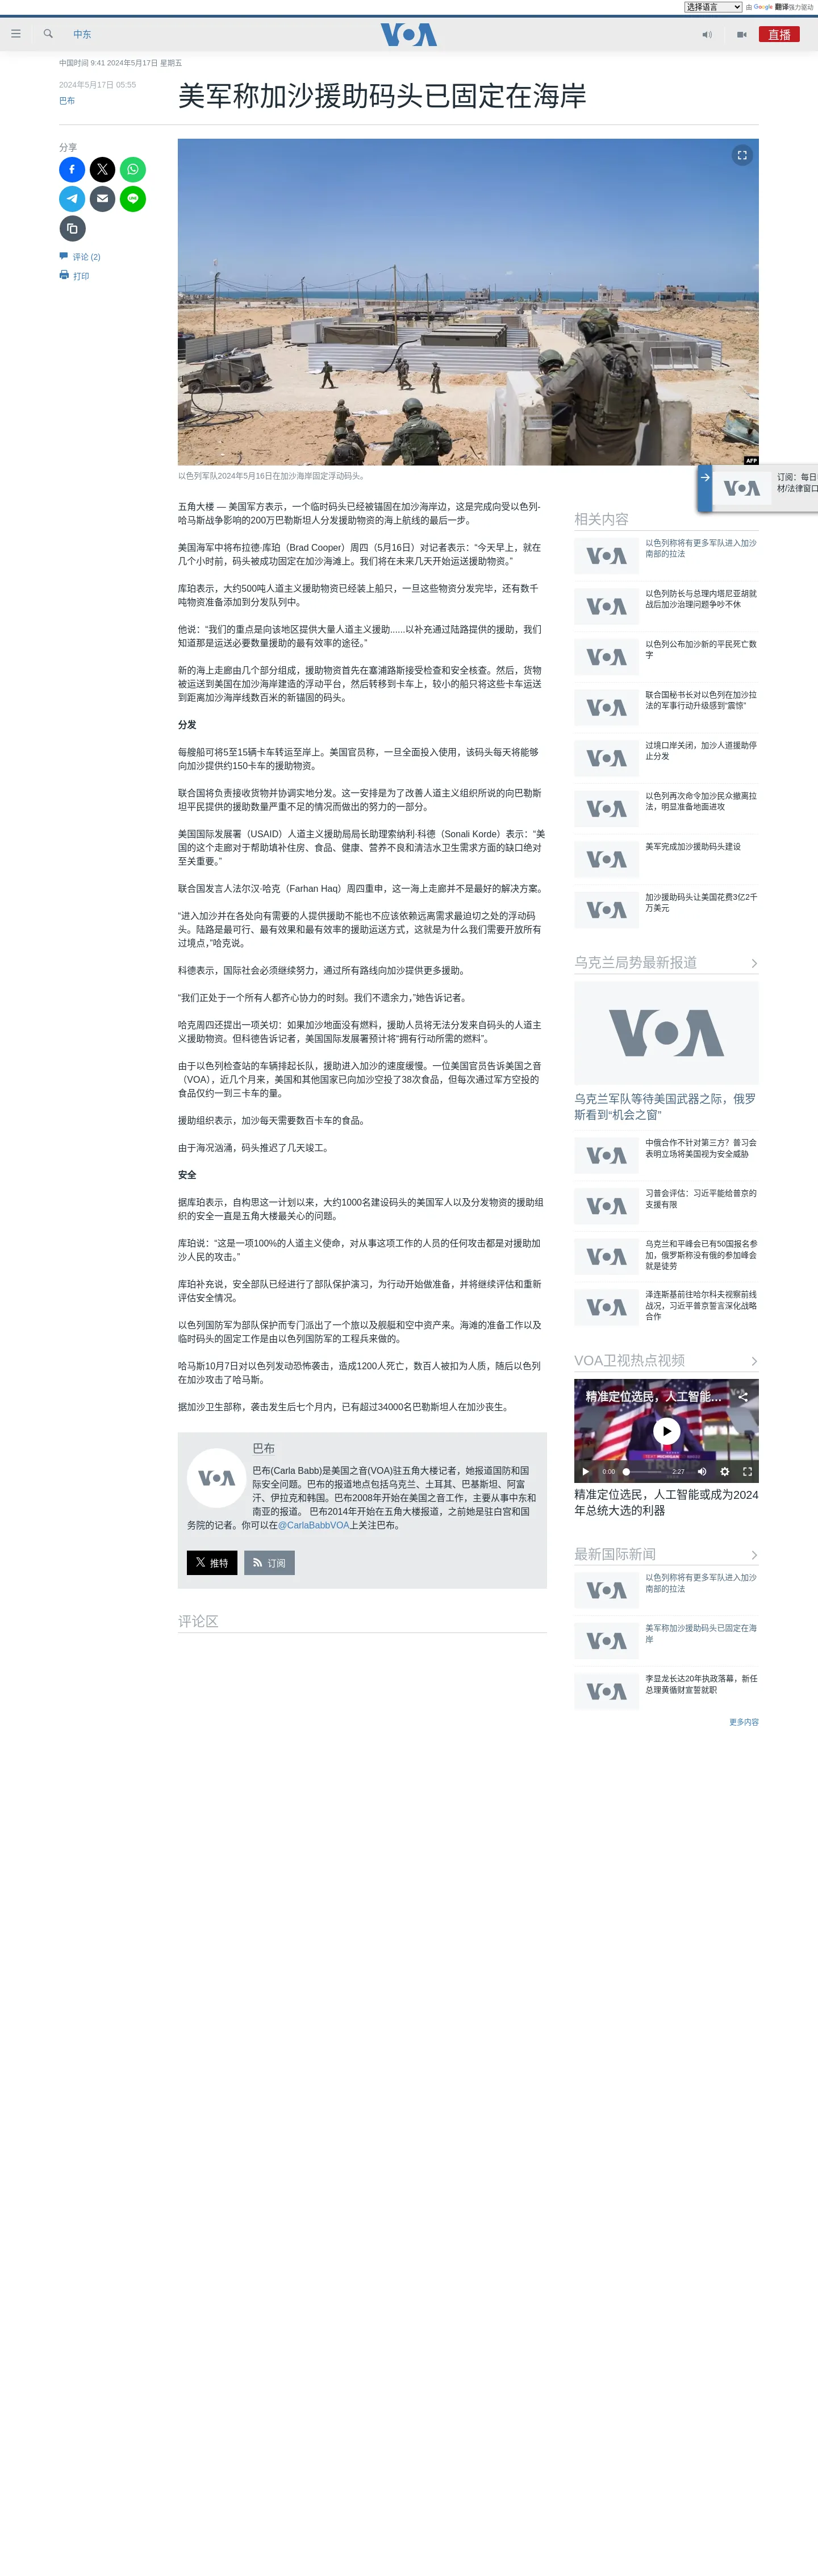 选择语言
由 Google 翻译强力驱动
中东
VOA
直播
中国时间 9:41 2024年5月17日 星期五
2024年5月17日 05:55
巴布
美军称加沙援助码头已固定在海岸
分享
评论 (2)
打印
AFP
以色列军队2024年5月16日在加沙海岸固定浮动码头。
VOA
订阅：每日
材/法律窗口
五角大楼 — 美国军方表示，一个临时码头已经被锚固在加沙海岸边，这是完成向受以色列-
哈马斯战争影响的200万巴勒斯坦人分发援助物资的海上航线的最后一步。
美国海军中将布拉德·库珀（Brad Cooper）周四（5月16日）对记者表示：“今天早上，就在
几个小时前，码头被成功固定在加沙海滩上。我们将在未来几天开始运送援助物资。”
库珀表示，大约500吨人道主义援助物资已经装上船只，一旦这些物资分发完毕，还有数千
吨物资准备添加到分发队列中。
他说：“我们的重点是向该地区提供大量人道主义援助......以补充通过陆路提供的援助，我们
知道那是运送必要数量援助的最有效率的途径。”
新的海上走廊由几个部分组成，援助物资首先在塞浦路斯接受检查和安全核查。然后，货物
被运送到美国在加沙海岸建造的浮动平台，然后转移到卡车上，较小的船只将这些卡车运送
到距离加沙海岸线数百米的新锚固的码头。
分发
每艘船可将5至15辆卡车转运至岸上。美国官员称，一旦全面投入使用，该码头每天将能够
向加沙提供约150卡车的援助物资。
联合国将负责接收货物并协调实地分发。这一安排是为了改善人道主义组织所说的向巴勒斯
坦平民提供的援助数量严重不足的情况而做出的努力的一部分。
美国国际发展署（USAID）人道主义援助局局长助理索纳利·科德（Sonali Korde）表示：“美
国的这个走廊对于帮助填补住房、食品、健康、营养不良和清洁水卫生需求方面的缺口绝对
至关重要。”
联合国发言人法尔汉·哈克（Farhan Haq）周四重申，这一海上走廊并不是最好的解决方案。
“进入加沙并在各处向有需要的人提供援助不能也不应该依赖远离需求最迫切之处的浮动码
头。陆路是最可行、最有效果和最有效率的援助运送方式，这就是为什么我们需要开放所有
过境点，”哈克说。
科德表示，国际社会必须继续努力，通过所有路线向加沙提供更多援助。
“我们正处于一个所有人都齐心协力的时刻。我们不遗余力，”她告诉记者。
哈克周四还提出一项关切：如果加沙地面没有燃料，援助人员将无法分发来自码头的人道主
义援助物资。但科德告诉记者，美国国际发展署预计将“拥有行动所需的燃料”。
由于以色列检查站的车辆排起长队，援助进入加沙的速度缓慢。一位美国官员告诉美国之音
（VOA），近几个月来，美国和其他国家已向加沙空投了38次食品，但每次通过军方空投的
食品仅约一到三卡车的量。
援助组织表示，加沙每天需要数百卡车的食品。
由于海况汹涌，码头推迟了几天竣工。
安全
据库珀表示，自构思这一计划以来，大约1000名建设码头的美国军人以及分发物资的援助组
织的安全一直是五角大楼最关心的问题。
库珀说：“这是一项100%的人道主义使命，对从事这项工作的人员的任何攻击都是对援助加
沙人民的攻击。”
库珀补充说，安全部队已经进行了部队保护演习，为行动开始做准备，并将继续评估和重新
评估安全情况。
以色列国防军为部队保护而专门派出了一个旅以及舰艇和空中资产来。海滩的准备工作以及
临时码头的固定工作是由以色列国防军的工程兵来做的。
哈马斯10月7日对以色列发动恐怖袭击，造成1200人死亡，数百人被扣为人质，随后以色列
在加沙攻击了哈马斯。
据加沙卫生部称，袭击发生后七个月内，已有超过34000名巴勒斯坦人在加沙丧生。
VOA
巴布
巴布(Carla Babb)是美国之音(VOA)驻五角大楼记者，她报道国防和国
际安全问题。巴布的报道地点包括乌克兰、土耳其、巴基斯坦、阿富
汗、伊拉克和韩国。巴布2008年开始在美国之音工作，主要从事中东和
南亚的报道。 巴布2014年开始在五角大楼报道，之前她是驻白宫和国
务院的记者。你可以在@CarlaBabbVOA上关注巴布。
推特
订阅
评论区
相关内容
VOA
以色列称将有更多军队进入加沙
南部的拉法
VOA
以色列防长与总理内塔尼亚胡就
战后加沙治理问题争吵不休
VOA
以色列公布加沙新的平民死亡数
字
VOA
联合国秘书长对以色列在加沙拉
法的军事行动升级感到“震惊”
VOA
过境口岸关闭，加沙人道援助停
止分发
VOA
以色列再次命令加沙民众撤离拉
法，明显准备地面进攻
VOA
美军完成加沙援助码头建设
VOA
加沙援助码头让美国花费3亿2千
万美元
乌克兰局势最新报道
VOA
乌克兰军队等待美国武器之际，俄罗
斯看到“机会之窗”
VOA
中俄合作不针对第三方？普习会
表明立场将美国视为安全威胁
VOA
习普会评估：习近平能给普京的
支援有限
VOA
乌克兰和平峰会已有50国报名参
加，俄罗斯称没有俄的参加峰会
就是徒劳
VOA
泽连斯基前往哈尔科夫视察前线
战况，习近平普京誓言深化战略
合作
VOA卫视热点视频
精准定位选民，人工智能...
VOA
TRUMP
0:00
2:27
精准定位选民，人工智能或成为2024
年总统大选的利器
最新国际新闻
VOA
以色列称将有更多军队进入加沙
南部的拉法
VOA
美军称加沙援助码头已固定在海
岸
VOA
李显龙长达20年执政落幕，新任
总理黄循财宣誓就职
更多内容